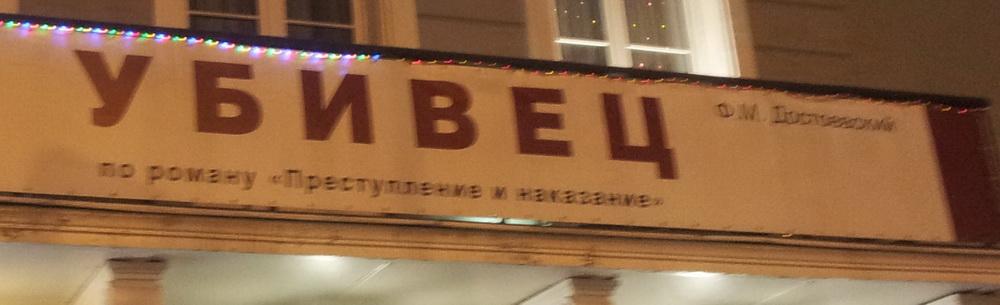 УБИВЕЦ
Ф.М. Достоевский
по роману «Преступление и наказание»